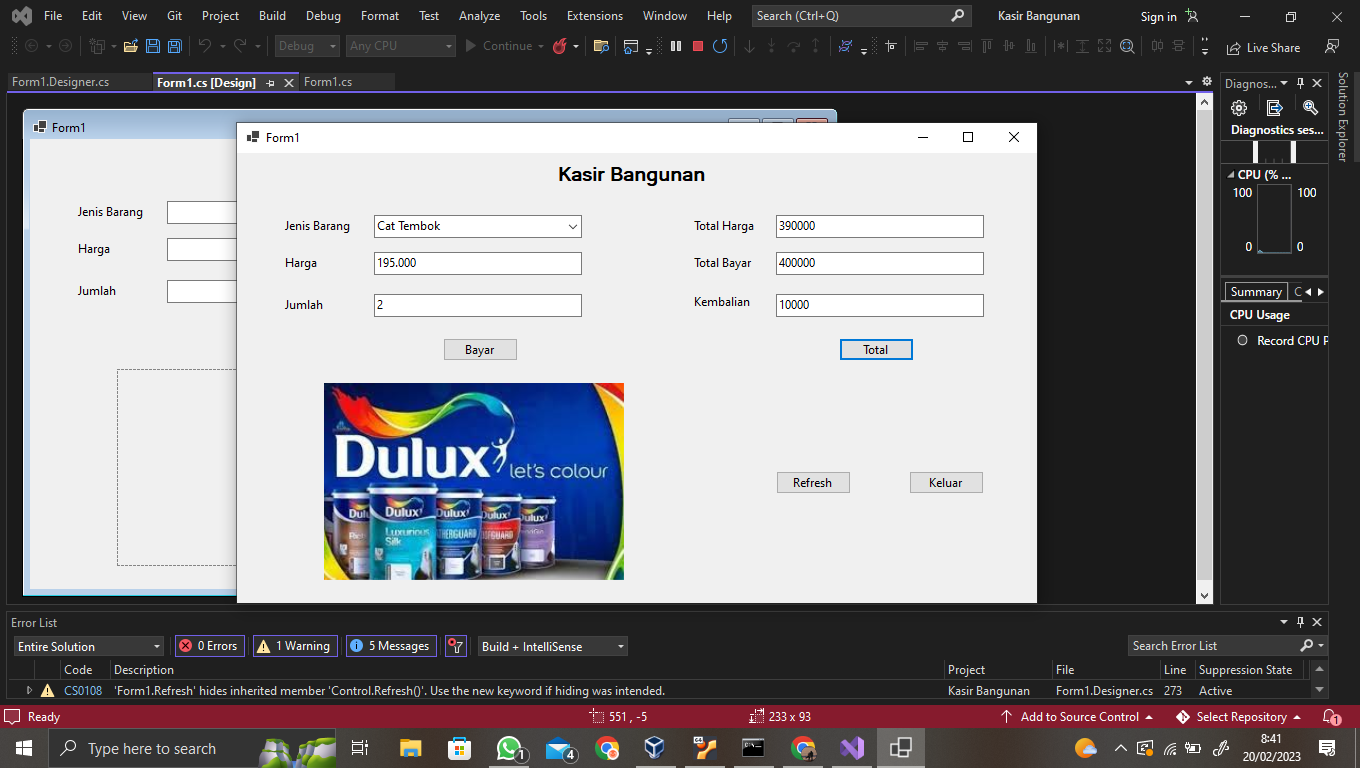 File Edit View Git Project Build Debug Format Test Analyze Tools Extensions Window Help Search (Ctrl+Q) Kasir Bangunan Sign in
Debug Any CPU Continue Live Share
Form1.Designer.cs Form1.cs [Design] Form1.cs
Diagnos...
Solution Explorer
Diagnostics ses...
CPU (% ...
100 100
0 0
Summary C
CPU Usage
Record CPU P
Form1
Jenis Barang
Harga
Jumlah
Form1
Kasir Bangunan
Jenis Barang Cat Tembok Total Harga 390000
Harga 195.000 Total Bayar 400000
Jumlah 2 Kembalian 10000
Bayar Total
Dulux
let's colour
Dulux
Luxurious
Silk
Refresh Keluar
Error List
Entire Solution 0 Errors 1 Warning 5 Messages Build + IntelliSense Search Error List
Code Description Project File Line Suppression State
CS0108 'Form1.Refresh' hides inherited member 'Control.Refresh()'. Use the new keyword if hiding was intended. Kasir Bangunan Form1.Designer.cs 273 Active
Ready 551 , -5 233 x 93 Add to Source Control Select Repository 1
Type here to search 1 4 8:41
20/02/2023